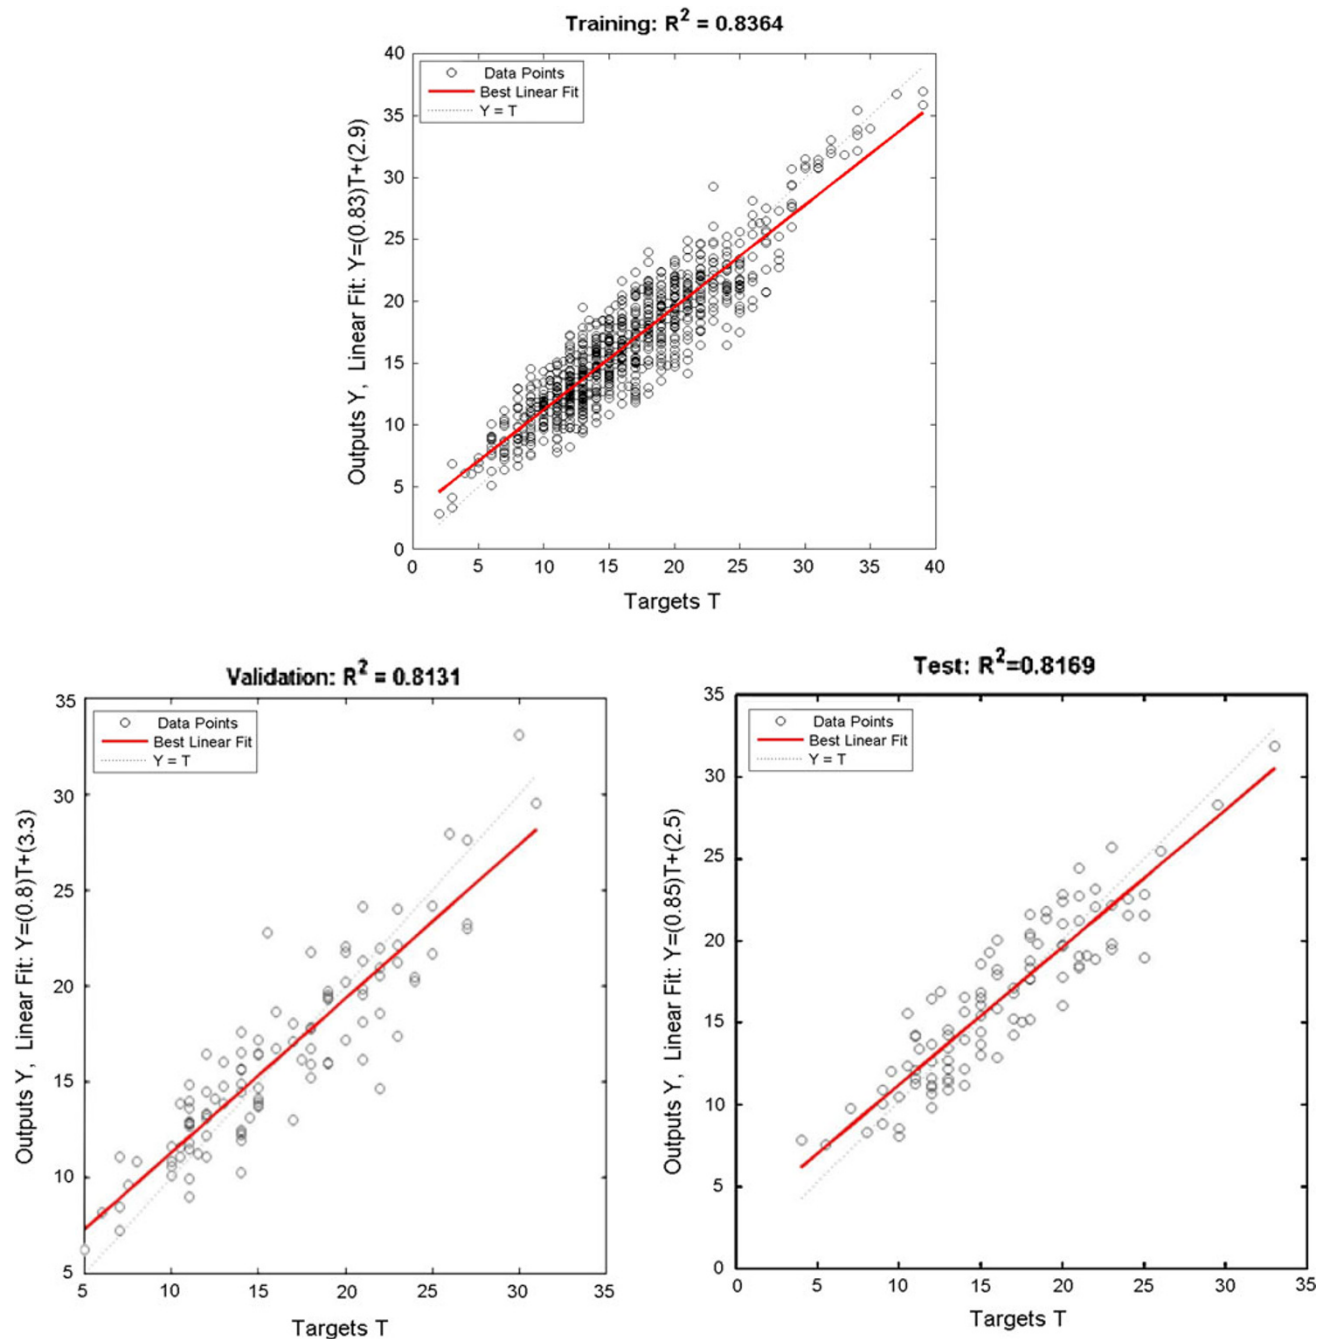 Training: R² = 0.8364
40
35
30
25
20
15
10
5
0
Data Points
Best Linear Fit
Y = T
Outputs Y, Linear Fit: Y=(0.83)T+(2.9)
0 5 10 15 20 25 30 35 40
Targets T
Validation: R² = 0.8131
35
30
25
20
15
10
5
Data Points
Best Linear Fit
Y = T
Outputs Y, Linear Fit: Y=(0.8)T+(3.3)
5 10 15 20 25 30 35
Targets T
Test: R²=0.8169
35
30
25
20
15
10
5
0
Data Points
Best Linear Fit
Y = T
Outputs Y, Linear Fit: Y=(0.85)T+(2.5)
0 5 10 15 20 25 30 35
Targets T